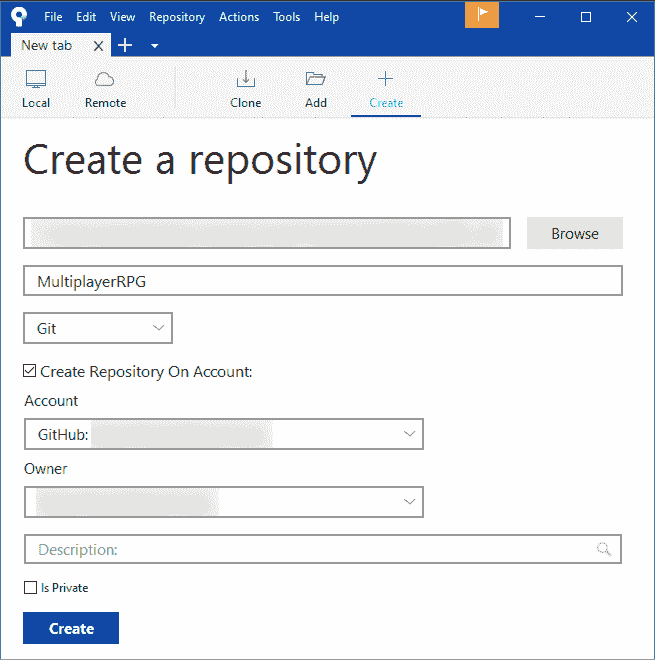 File Edit View Repository Actions Tools Help
New tab
Local Remote Clone Add Create
Create a repository
Browse
MultiplayerRPG
Git
Create Repository On Account:
Account
GitHub:
Owner
Description:
Is Private
Create